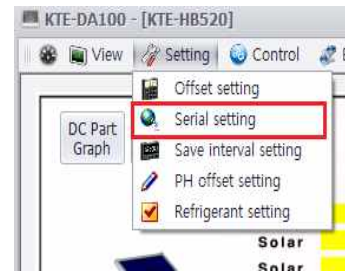 KTE-DA100 - [KTE-HB520]
View Setting Control
Offset setting
DC Part
Graph
Serial setting
Save interval setting
PH offset setting
Refrigerant setting
Solar
Solar